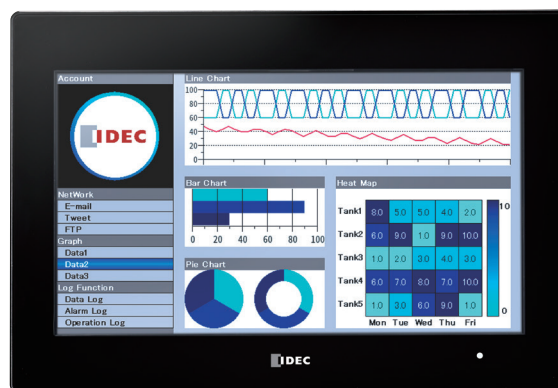 Account
IDEC
NetWork
E-mail
Tweet
FTP
Graph
Data1
Data2
Data3
Log Function
Data Log
Alarm Log
Operation Log
Line Chart
100
80
60
40
20
0
Bar Chart
0 20 40 60 80 100
Pie Chart
Heat Map
Tank1 8.0 5.0 5.0 4.0 2.0
Tank2 6.0 9.0 1.0 9.0 10.0
Tank3 1.0 2.0 3.0 4.0 3.0
Tank4 6.0 7.0 8.0 7.0 10.0
Tank5 1.0 3.0 6.0 9.0 1.0
Mon Tue Wed Thu Fri
10
0
IDEC